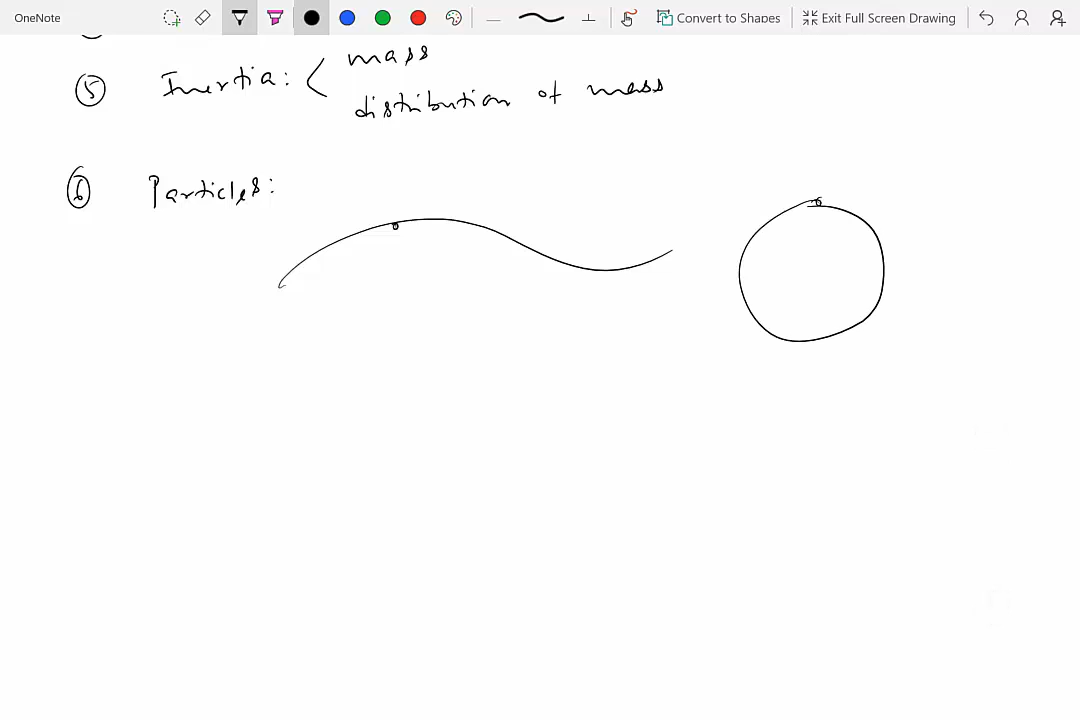 OneNote
Convert to Shapes
Exit Full Screen Drawing
⑤ Inertia: < mass
distribution of mass
⑥ Particles: